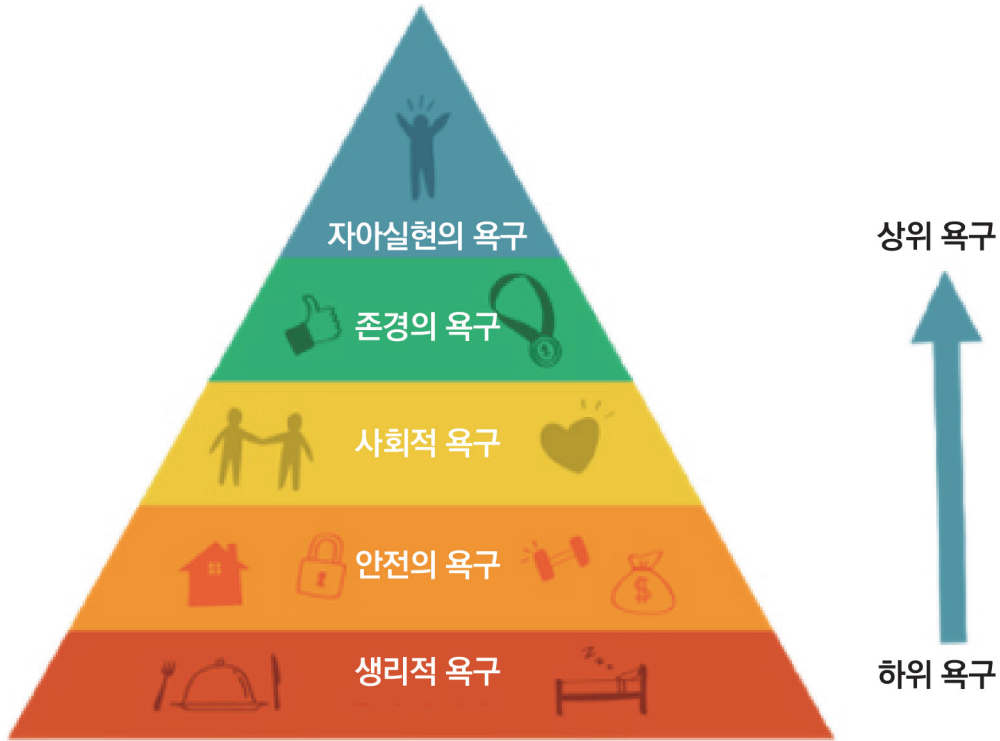 자아실현의 욕구
상위 욕구
존경의 욕구
사회적 욕구
안전의 욕구
$
생리적 욕구
하위 욕구